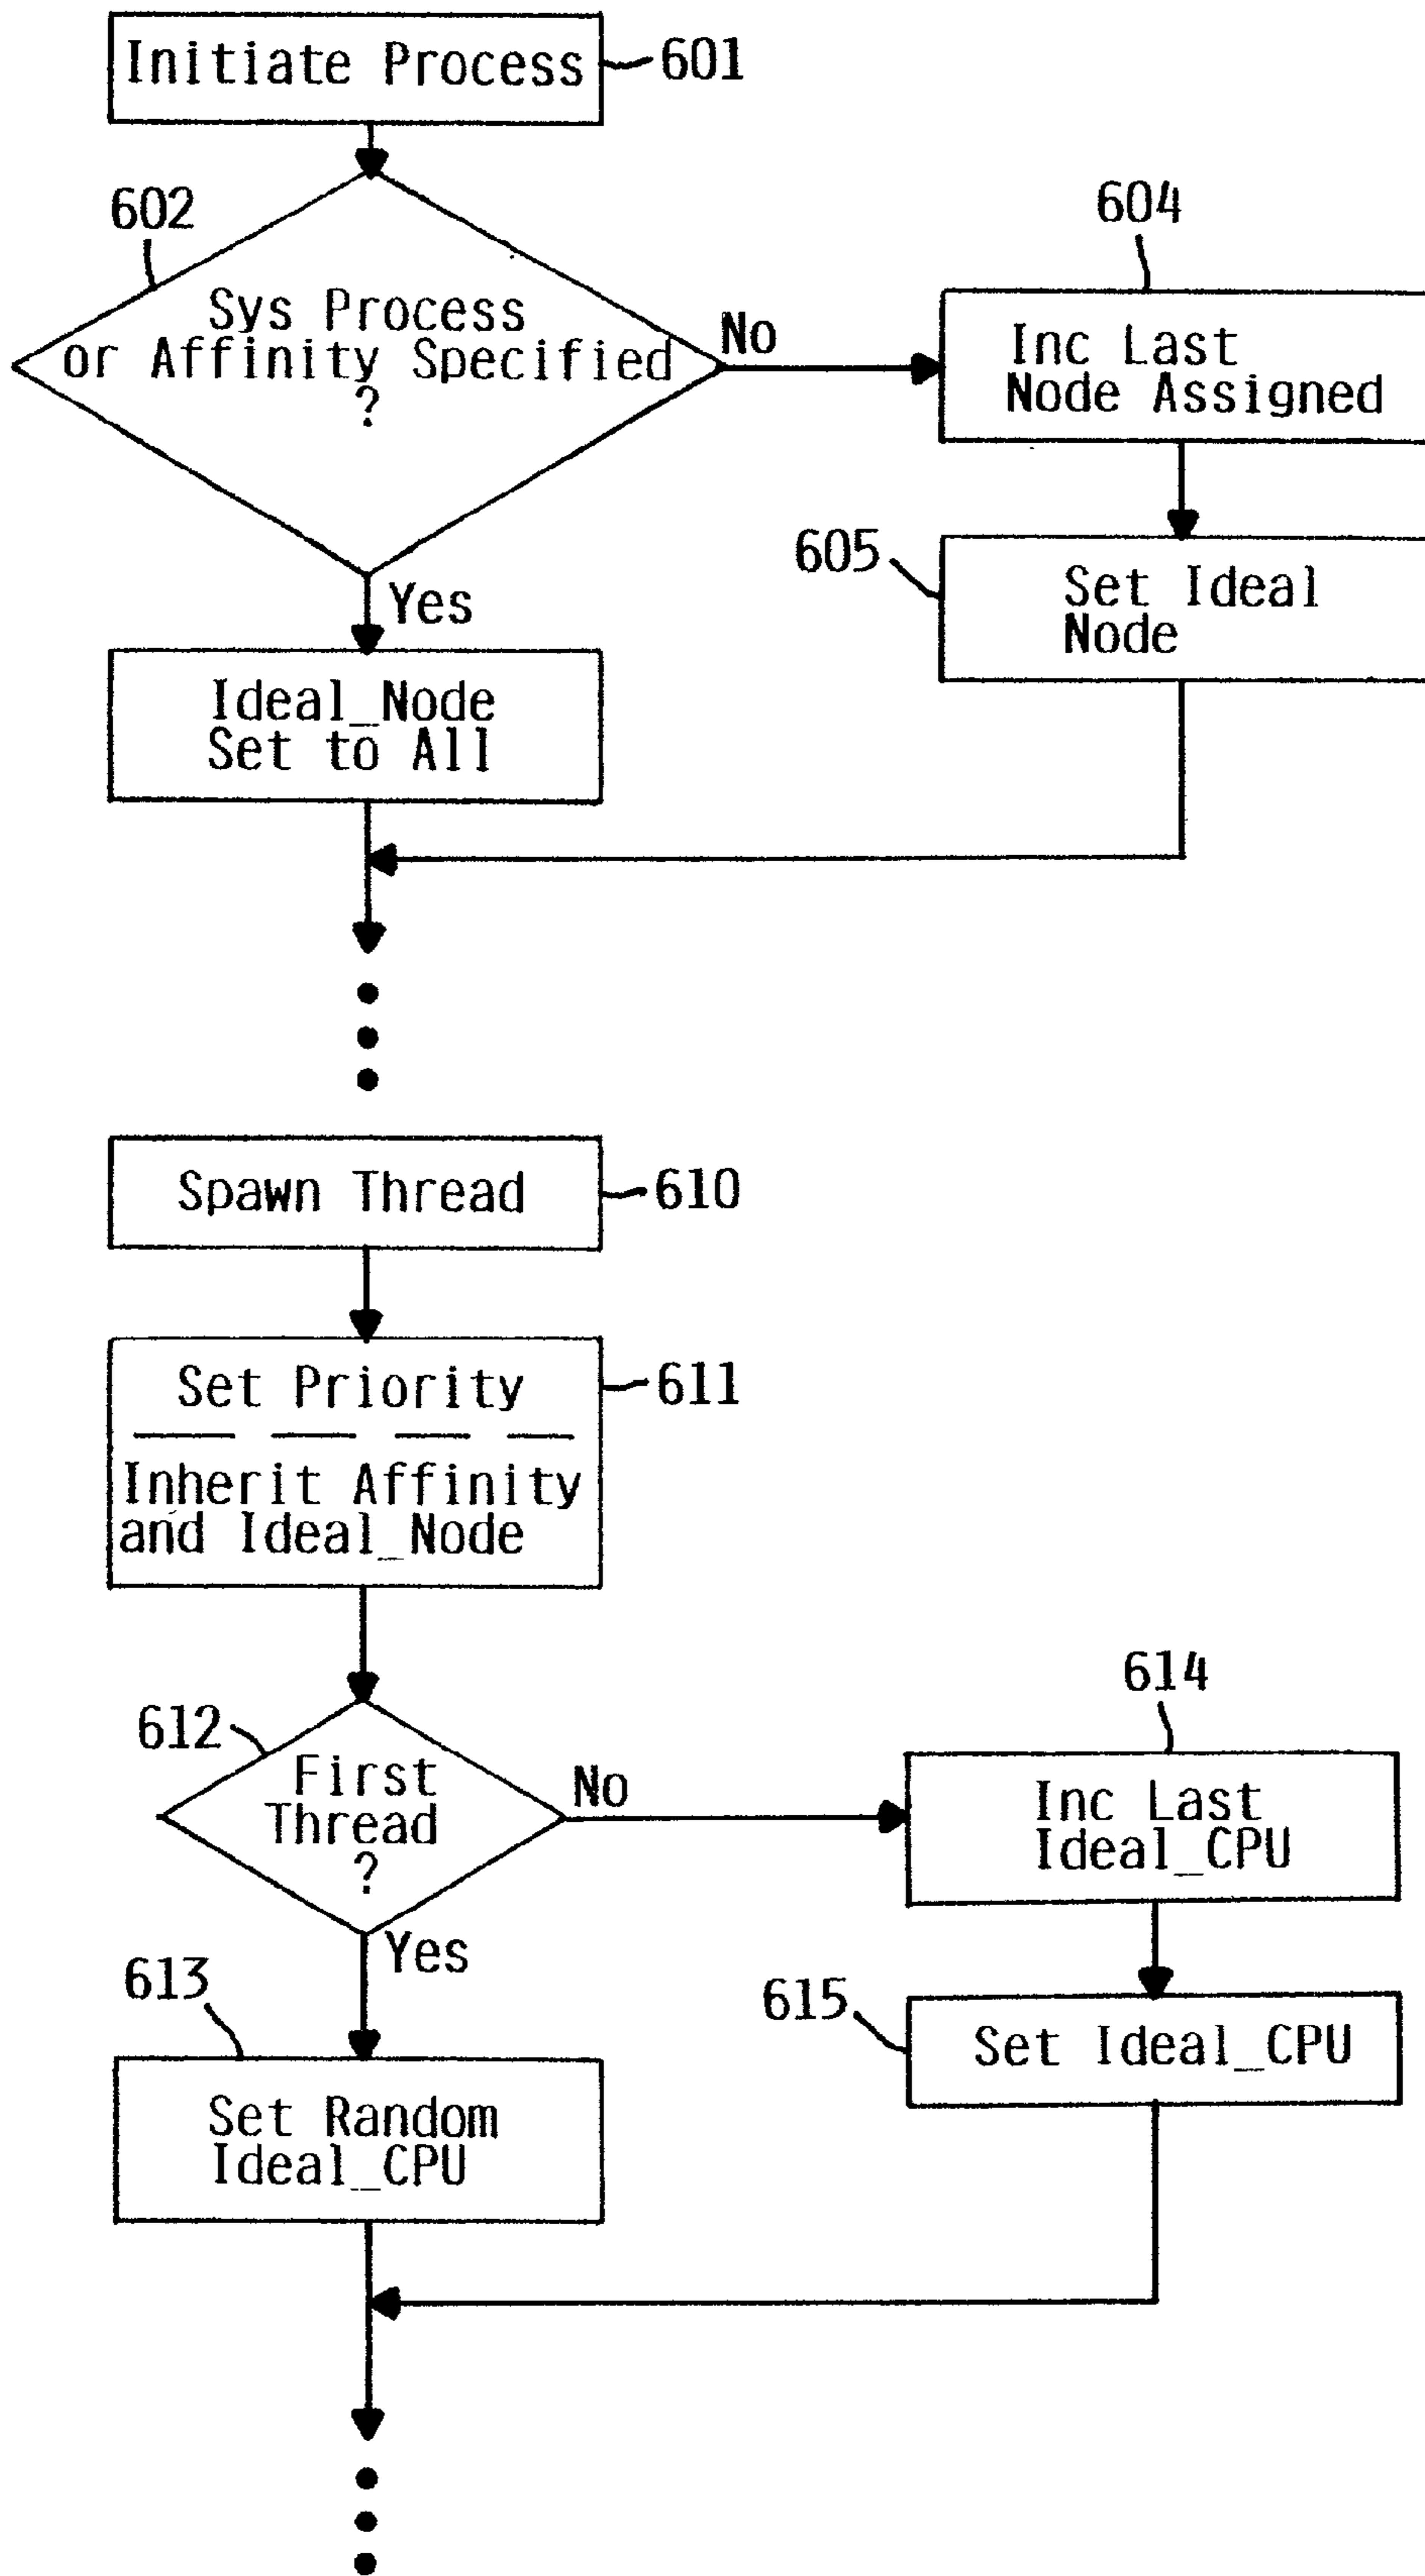 Initiate Process
601
602
Sys Process
or Affinity Specified
?
No
604
Inc Last
Node Assigned
605
Set Ideal
Node
Yes
Ideal_Node
Set to All
Spawn Thread
610
Set Priority
611
Inherit Affinity
and Ideal_Node
612
First
Thread
?
No
614
Inc Last
Ideal_CPU
615
Set Ideal_CPU
Yes
613
Set Random
Ideal_CPU